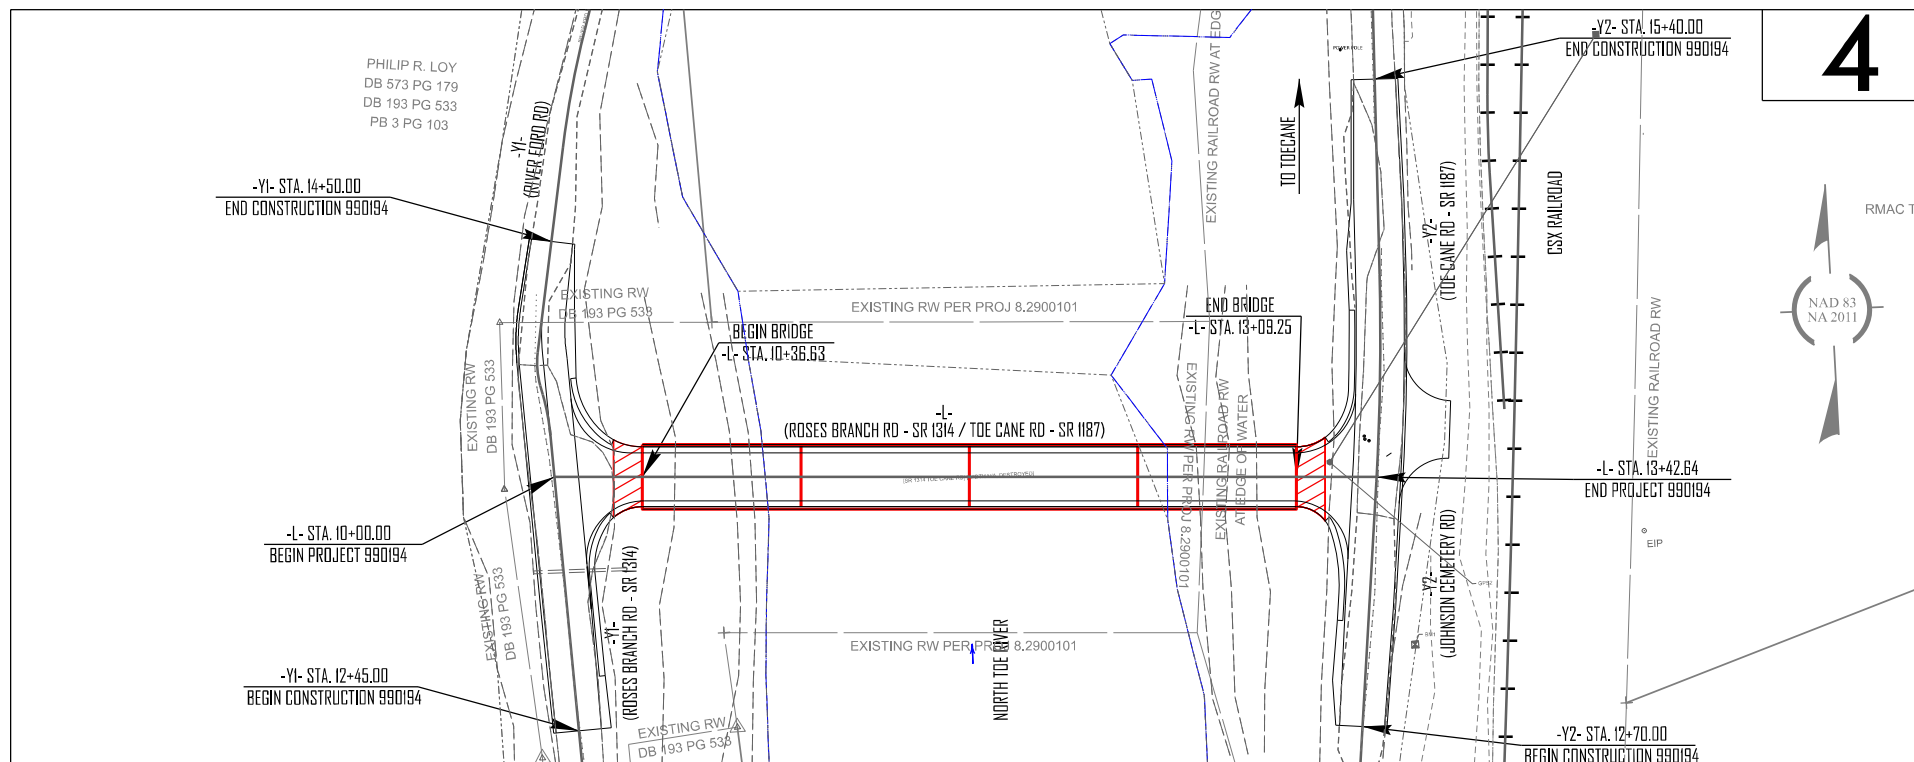 4
PHILIP R. LOY
DB 573 PG 179
DB 193 PG 533
PB 3 PG 103
-Y1-
(RIVER FORD RD)
-Y1- STA. 14+50.00
END CONSTRUCTION 990194
EXISTING RW
DB 193 PG 533
BEGIN BRIDGE
-L- STA. 10+36.63
EXISTING RW PER PROJ 8.2900101
END BRIDGE
-L- STA. 13+09.25
EXISTING RAILROAD RW AT EDG
TO TOECANE
POWER POLE
-Y2- STA. 15+40.00
END CONSTRUCTION 990194
-Y2-
(TOE CANE RD - SR 1187)
CSX RAILROAD
RMAC T
NAD 83
NA 2011
EXISTING RAILROAD RW
EXISTING RW
DB 193 PG 533
-L-
(ROSES BRANCH RD - SR 1314 / TOE CANE RD - SR 1187)
EXISTING RW PER PROJ 8.2900101
EXISTING RAILROAD RW
AT EDGE OF WATER
-L- STA. 13+42.64
END PROJECT 990194
-L- STA. 10+00.00
BEGIN PROJECT 990194
EIP
EXISTING RW
DB 193 PG 533
-Y1-
(ROSES BRANCH RD - SR 1314)
-Y2-
(JOHNSON CEMETERY RD)
EXISTING RW PER PROJ 8.2900101
NORTH TOE RIVER
-Y1- STA. 12+45.00
BEGIN CONSTRUCTION 990194
EXISTING RW
DB 193 PG 533
-Y2- STA. 12+70.00
BEGIN CONSTRUCTION 990194